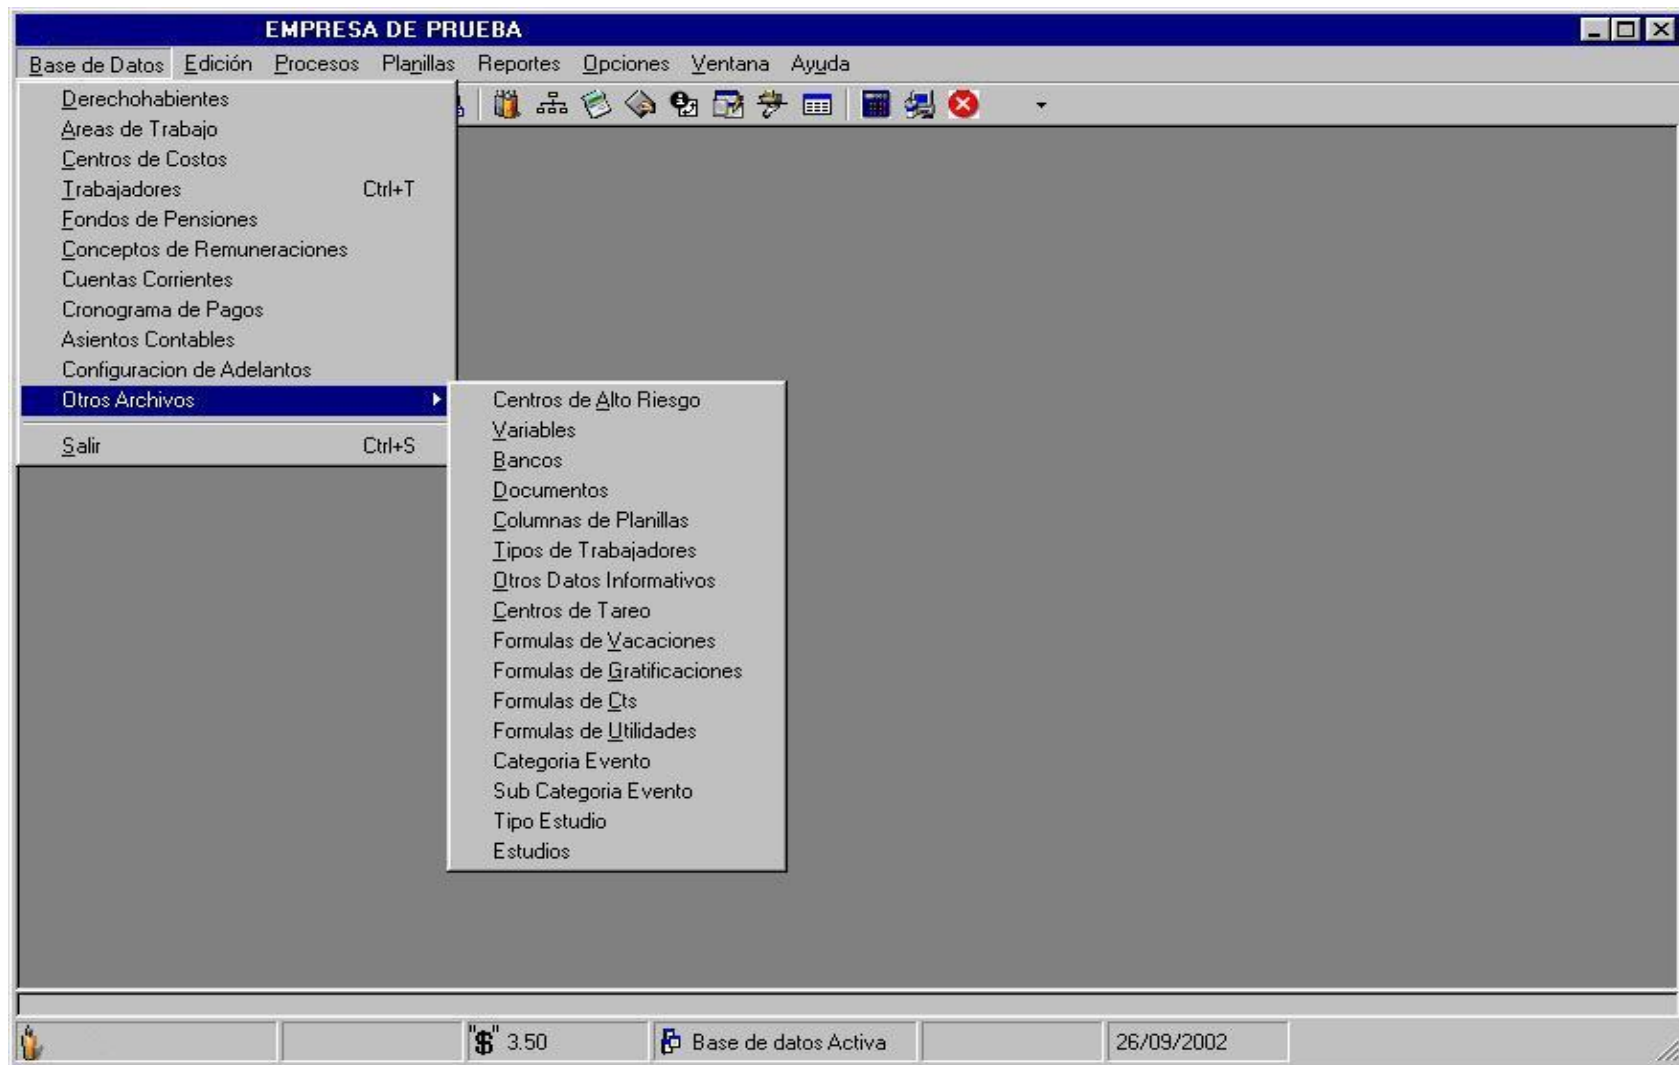 EMPRESA DE PRUEBA
Base de Datos Edición Procesos Planillas Reportes Opciones Ventana Ayuda
Derechohabientes
Areas de Trabajo
Centros de Costos
Trabajadores Ctrl+T
Fondos de Pensiones
Conceptos de Remuneraciones
Cuentas Corrientes
Cronograma de Pagos
Asientos Contables
Configuracion de Adelantos
Otros Archivos
Salir Ctrl+S
Centros de Alto Riesgo
Variables
Bancos
Documentos
Columnas de Planillas
Tipos de Trabajadores
Otros Datos Informativos
Centros de Tareo
Formulas de Vacaciones
Formulas de Gratificaciones
Formulas de Cts
Formulas de Utilidades
Categoria Evento
Sub Categoria Evento
Tipo Estudio
Estudios
"$" 3.50 Base de datos Activa 26/09/2002